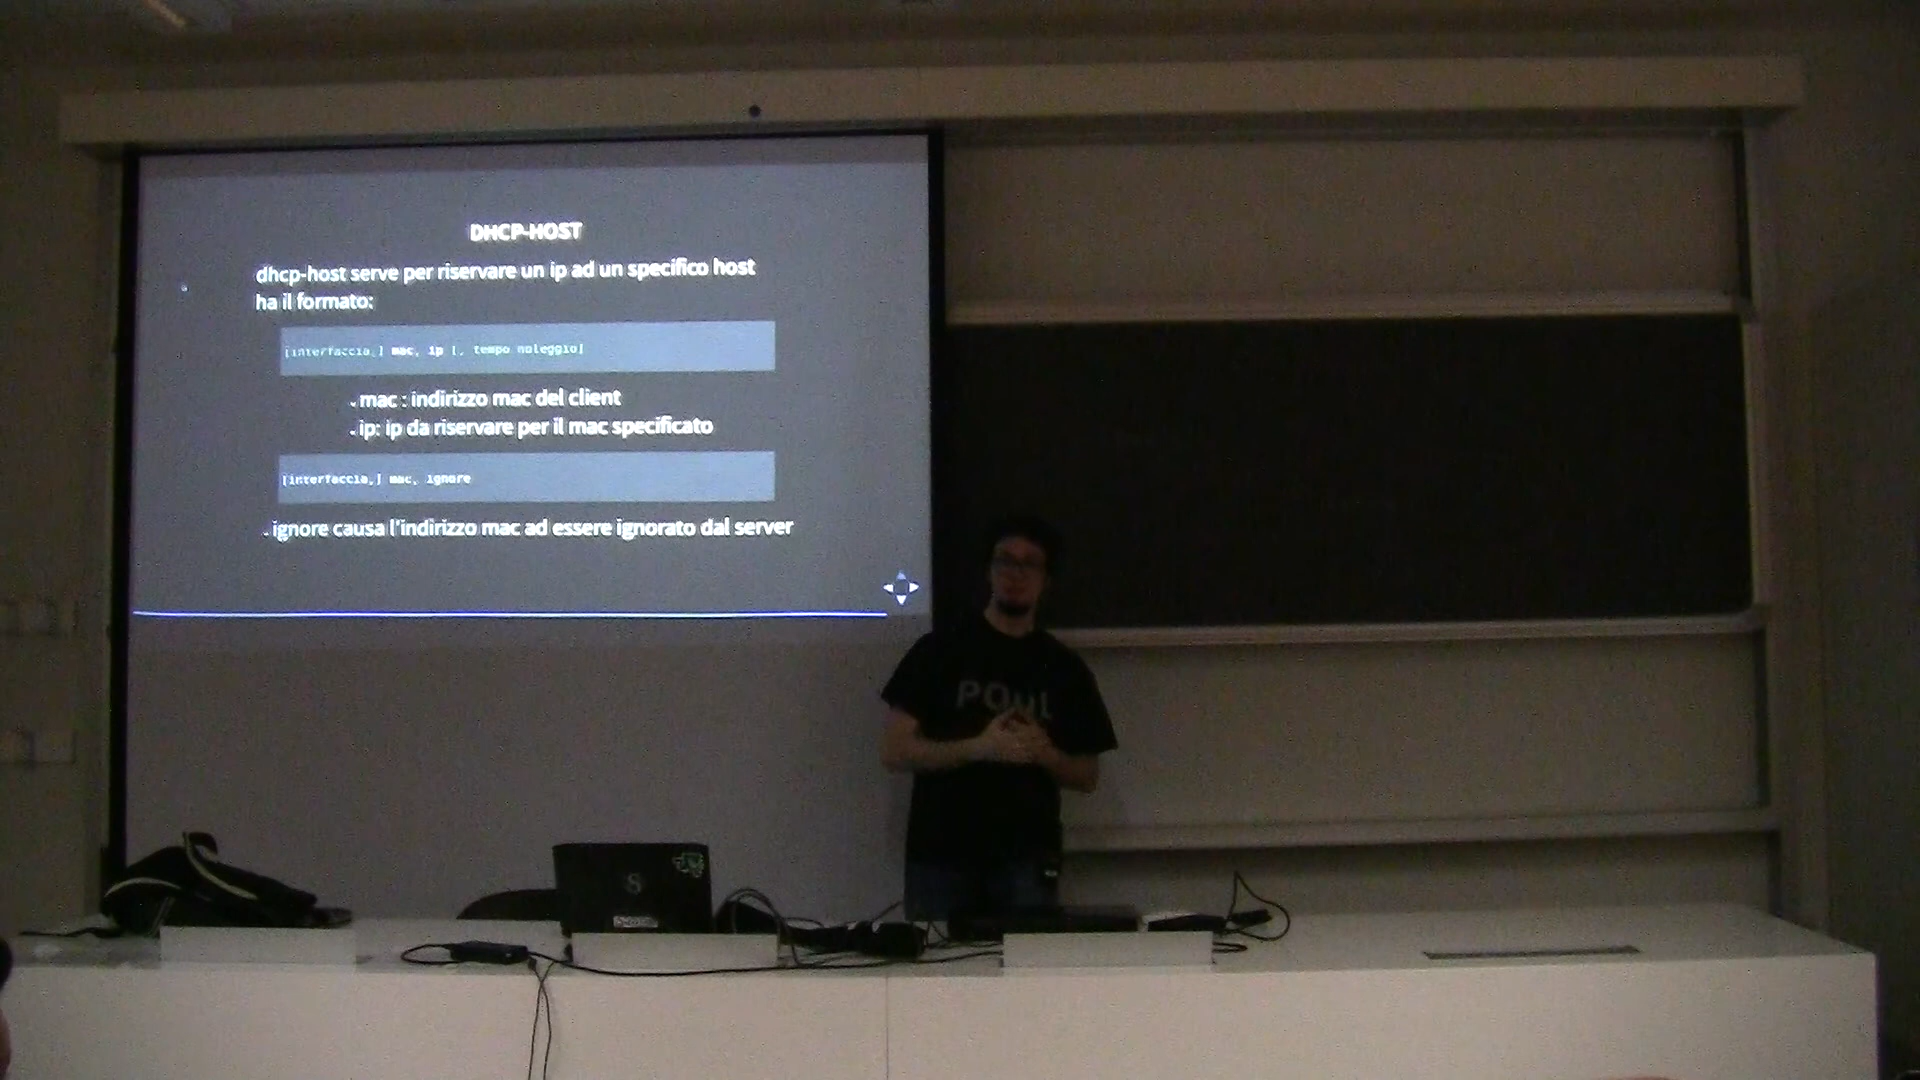 DHCP-HOST
dhcp-host serve per riservare un ip ad un specifico host
ha il formato:
[interfaccia,] mac, ip [, tempo noleggio]
- mac : indirizzo mac del client
- ip: ip da riservare per il mac specificato
[interfaccia,] mac, ignore
- ignore causa l'indirizzo mac ad essere ignorato dal server
POuL